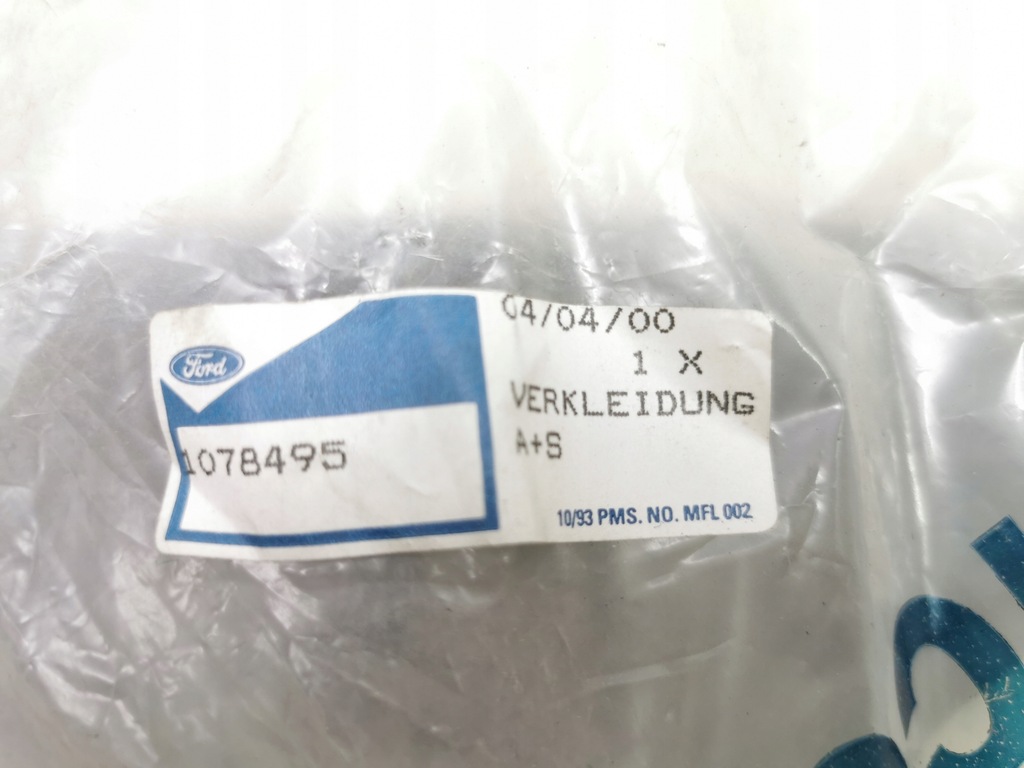 Ford
1078495
04/04/00
1 X
VERKLEIDUNG
A+S
10/93 PMS. NO. MFL 002